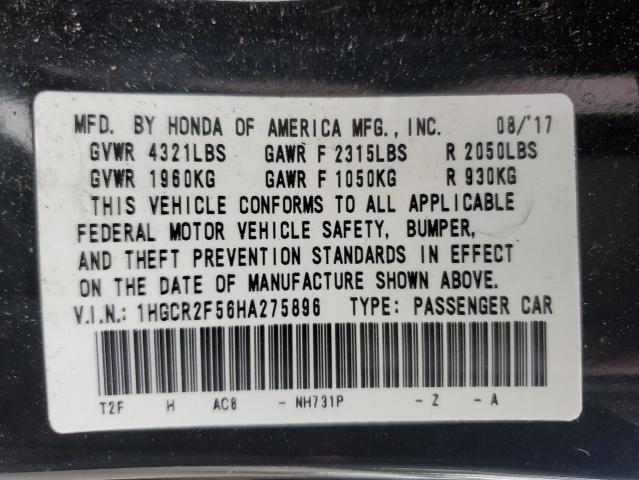 MFD. BY HONDA OF AMERICA MFG., INC. 08/'17
GVWR 4321LBS GAWR F 2315LBS R 2050LBS
GVWR 1960KG GAWR F 1050KG R 930KG
THIS VEHICLE CONFORMS TO ALL APPLICABLE
FEDERAL MOTOR VEHICLE SAFETY, BUMPER,
AND THEFT PREVENTION STANDARDS IN EFFECT
ON THE DATE OF MANUFACTURE SHOWN ABOVE.
V.I.N.: 1HGCR2F56HA275896 TYPE: PASSENGER CAR
T2F H AC8 - NH731P - Z - A